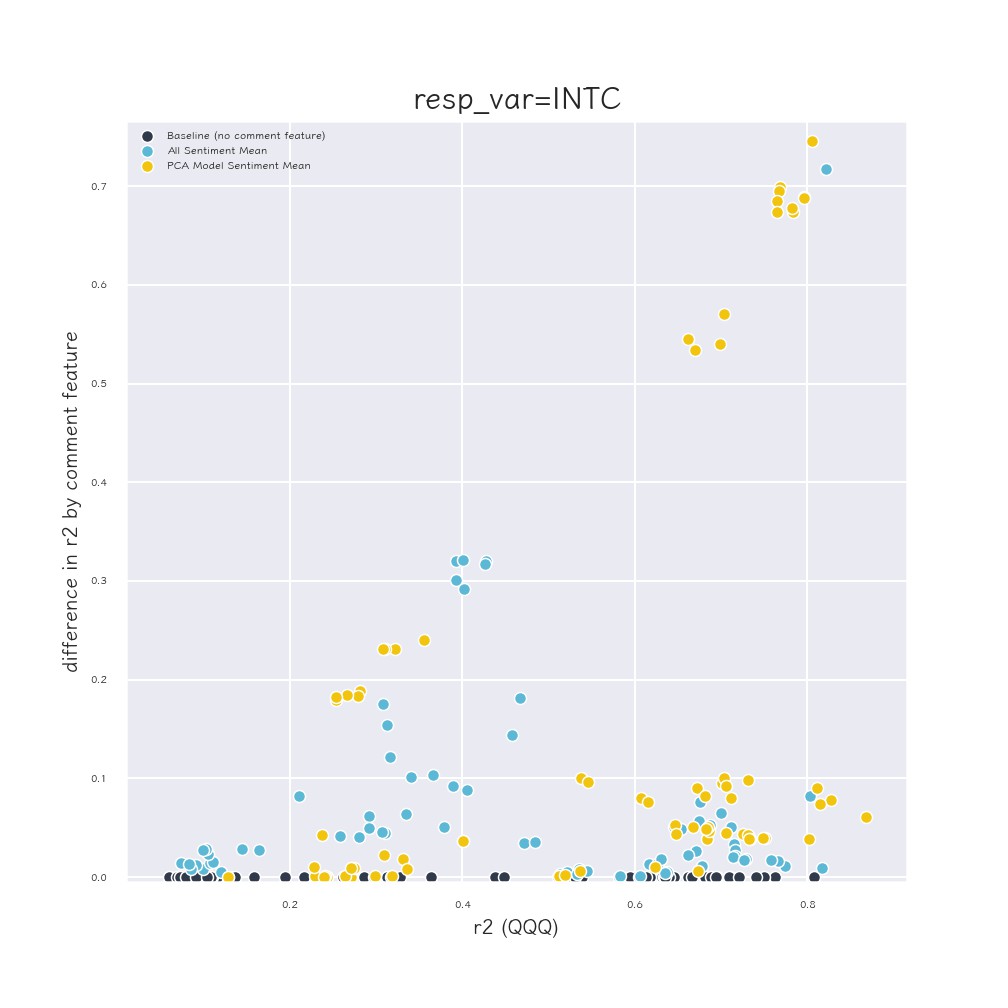 resp_var=INTC
Baseline (no comment feature)
All Sentiment Mean
PCA Model Sentiment Mean
difference in r2 by comment feature
0.7
0.6
0.5
0.4
0.3
0.2
0.1
0.0
0.2
0.4
0.6
0.8
r2 (QQQ)